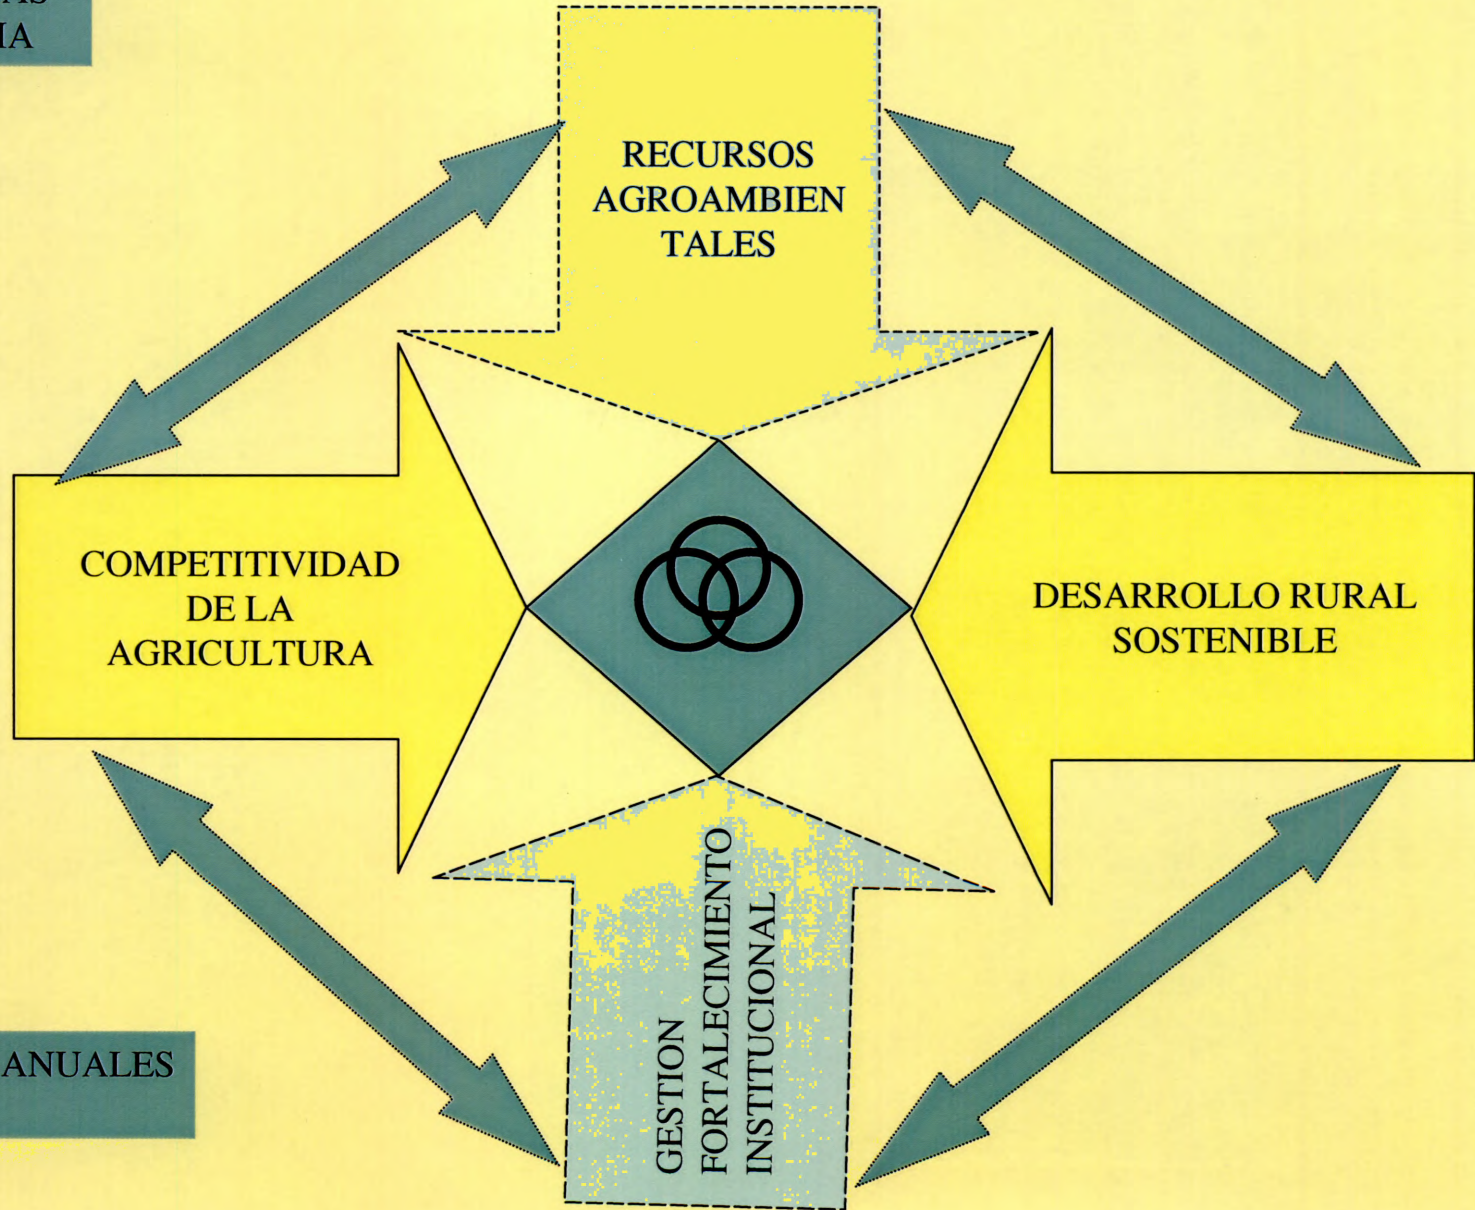 IA
RECURSOS
AGROAMBIEN
TALES
COMPETITIVIDAD
DE LA
AGRICULTURA
DESARROLLO RURAL
SOSTENIBLE
GESTION
FORTALECIMIENTO
INSTITUCIONAL
ANUALES